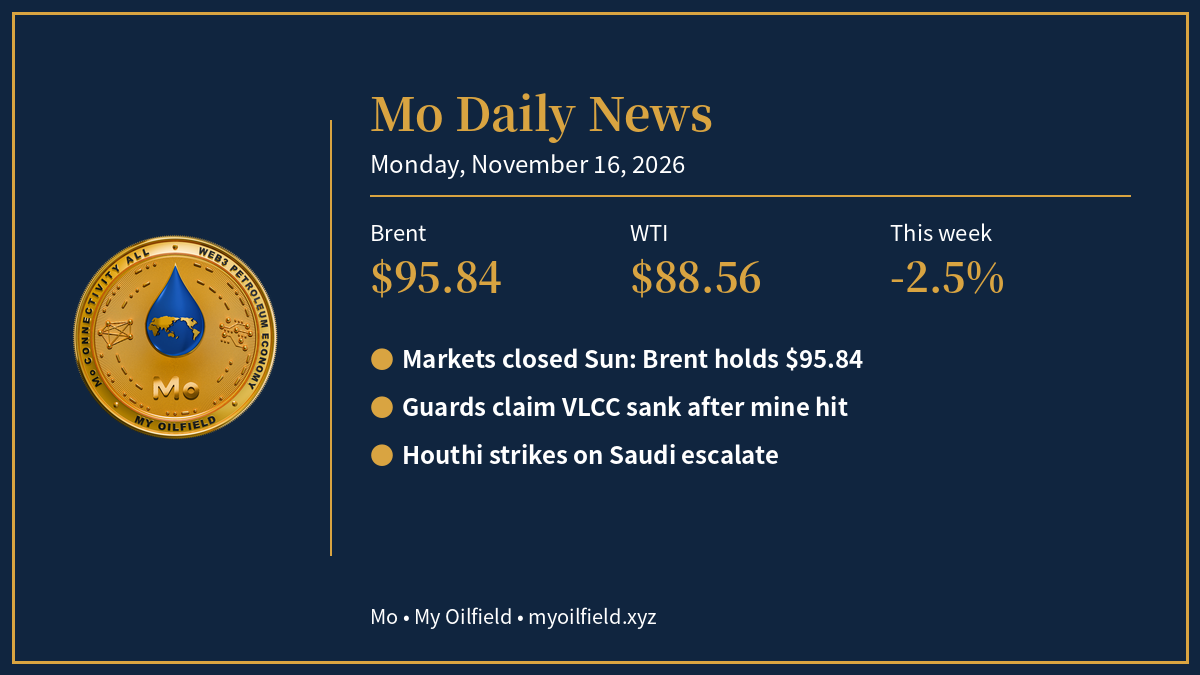 Mo Daily News
Monday, November 16, 2026
Brent WTI This week
$95.84 $88.56 -2.5%
Markets closed Sun: Brent holds $95.84
Guards claim VLCC sank after mine hit
Houthi strikes on Saudi escalate
Mo CONNECTIVITY ALL • WEB3 PETROLEUM ECONOMY
Mo
MY OILFIELD
Mo • My Oilfield • myoilfield.xyz